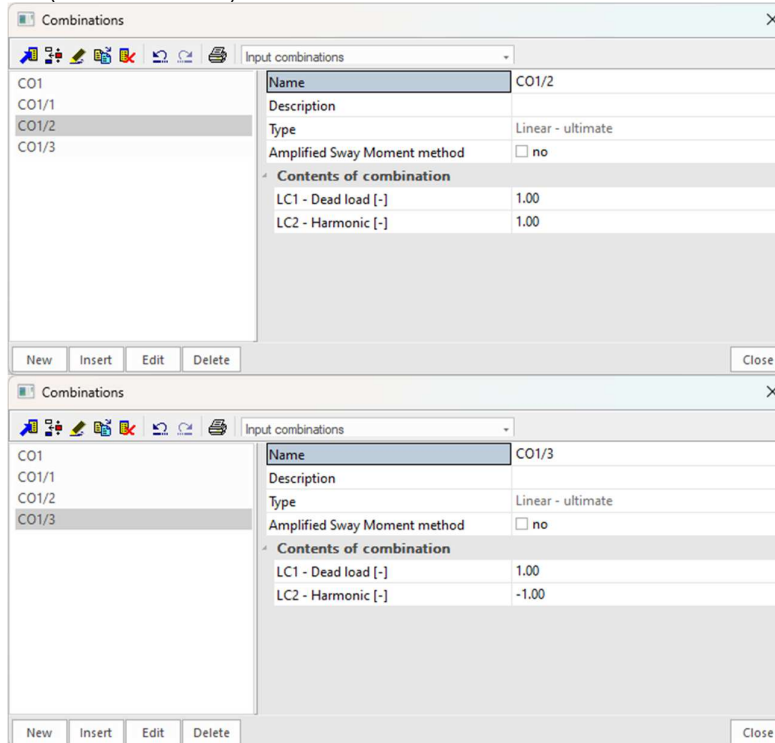 Combinations
Input combinations
CO1
CO1/1
CO1/2
CO1/3
Name CO1/2
Description
Type Linear - ultimate
Amplified Sway Moment method no
Contents of combination
LC1 - Dead load [-] 1.00
LC2 - Harmonic [-] 1.00
New Insert Edit Delete Close
Combinations
Input combinations
CO1
CO1/1
CO1/2
CO1/3
Name CO1/3
Description
Type Linear - ultimate
Amplified Sway Moment method no
Contents of combination
LC1 - Dead load [-] 1.00
LC2 - Harmonic [-] -1.00
New Insert Edit Delete Close